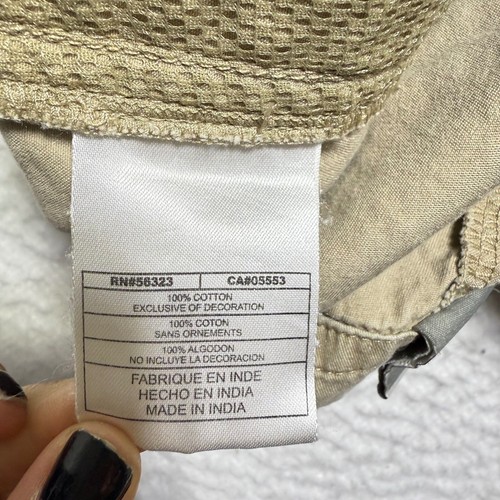 RN#56323 CA#05553
100% COTTON
EXCLUSIVE OF DECORATION
100% COTON
SANS ORNEMENTS
100% ALGODON
NO INCLUYE LA DECORACION
FABRIQUE EN INDE
HECHO EN INDIA
MADE IN INDIA